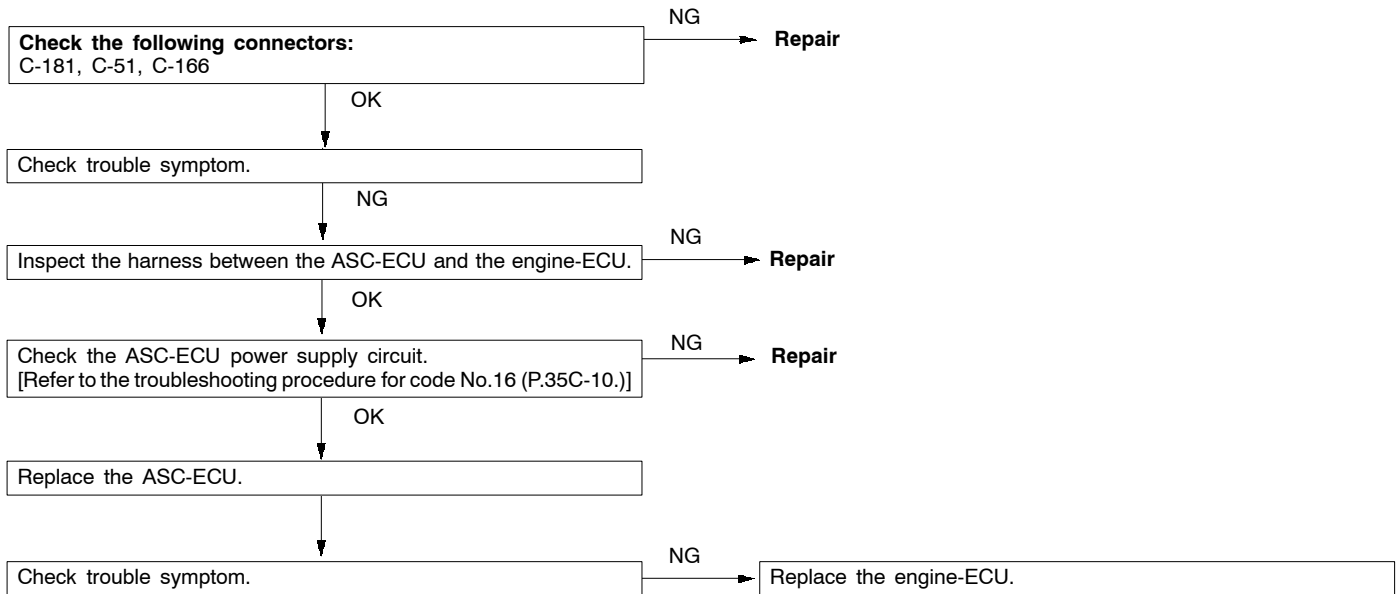 NG
Check the following connectors:
Repair
C-181, C-51, C-166
OK
Check trouble symptom.
NG
NG
Inspect the harness between the ASC-ECU and the engine-ECU.
Repair
OK
NG
Check the ASC-ECU power supply circuit.
Repair
[Refer to the troubleshooting procedure for code No.16 (P.35C-10.)]
OK
Replace the ASC-ECU.
NG
Check trouble symptom.
Replace the engine-ECU.